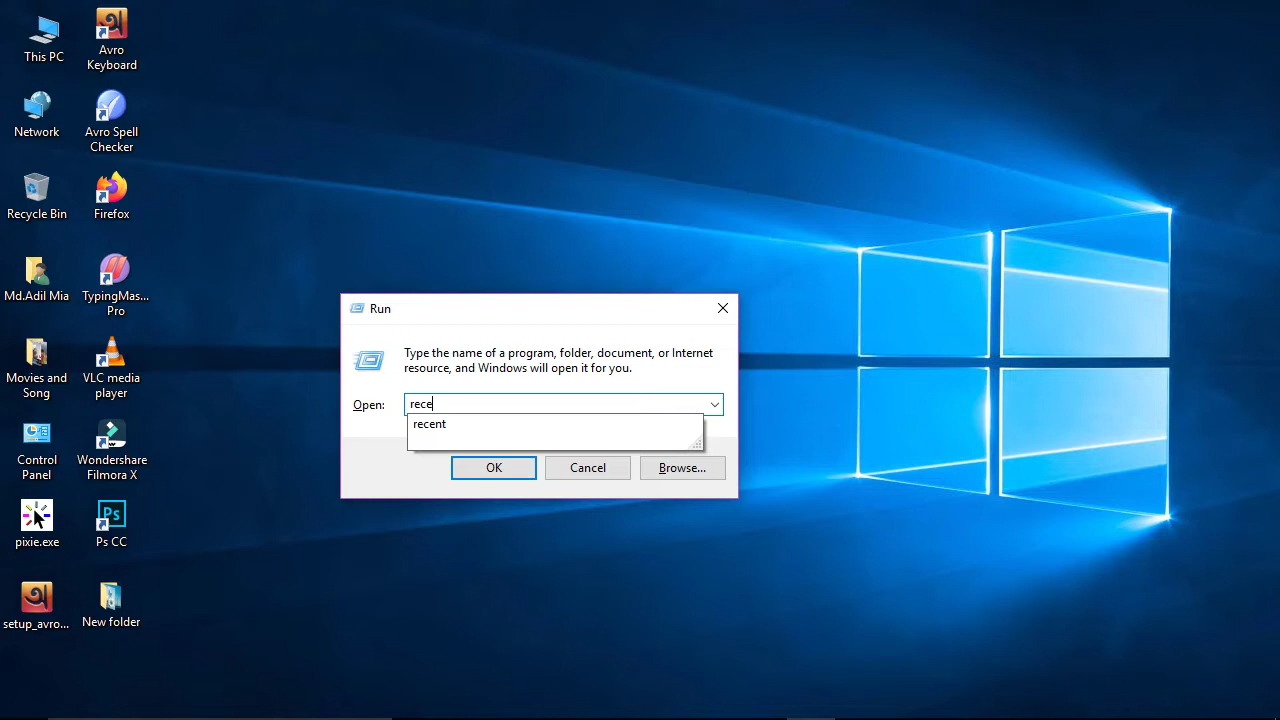 This PC
Avro
Keyboard
Network
Avro Spell
Checker
Recycle Bin
Firefox
Md.Adil Mia
TypingMas...
Pro
Movies and
Song
VLC media
player
Control
Panel
Wondershare
Filmora X
pixie.exe
Ps
Ps CC
অ
setup_avro...
New folder
Run
Type the name of a program, folder, document, or Internet
resource, and Windows will open it for you.
Open:
rece
recent
OK
Cancel
Browse...